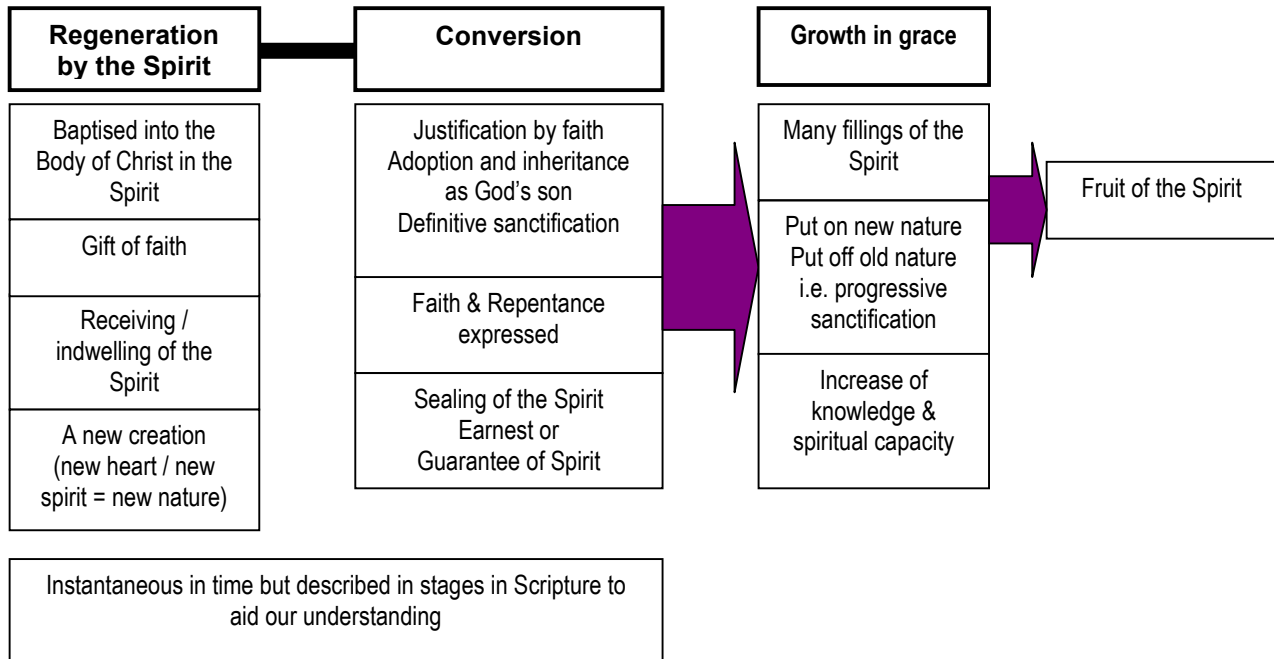 Regeneration
by the Spirit
Baptised into the
Body of Christ in the
Spirit
Gift of faith
Receiving /
indwelling of the
Spirit
A new creation
(new heart / new
spirit = new nature)
Conversion
Justification by faith
Adoption and inheritance
as God’s son
Definitive sanctification
Faith & Repentance
expressed
Sealing of the Spirit
Earnest or
Guarantee of Spirit
Growth in grace
Many fillings of the
Spirit
Put on new nature
Put off old nature
i.e. progressive
sanctification
Increase of
knowledge &
spiritual capacity
Fruit of the Spirit
Instantaneous in time but described in stages in Scripture to
aid our understanding